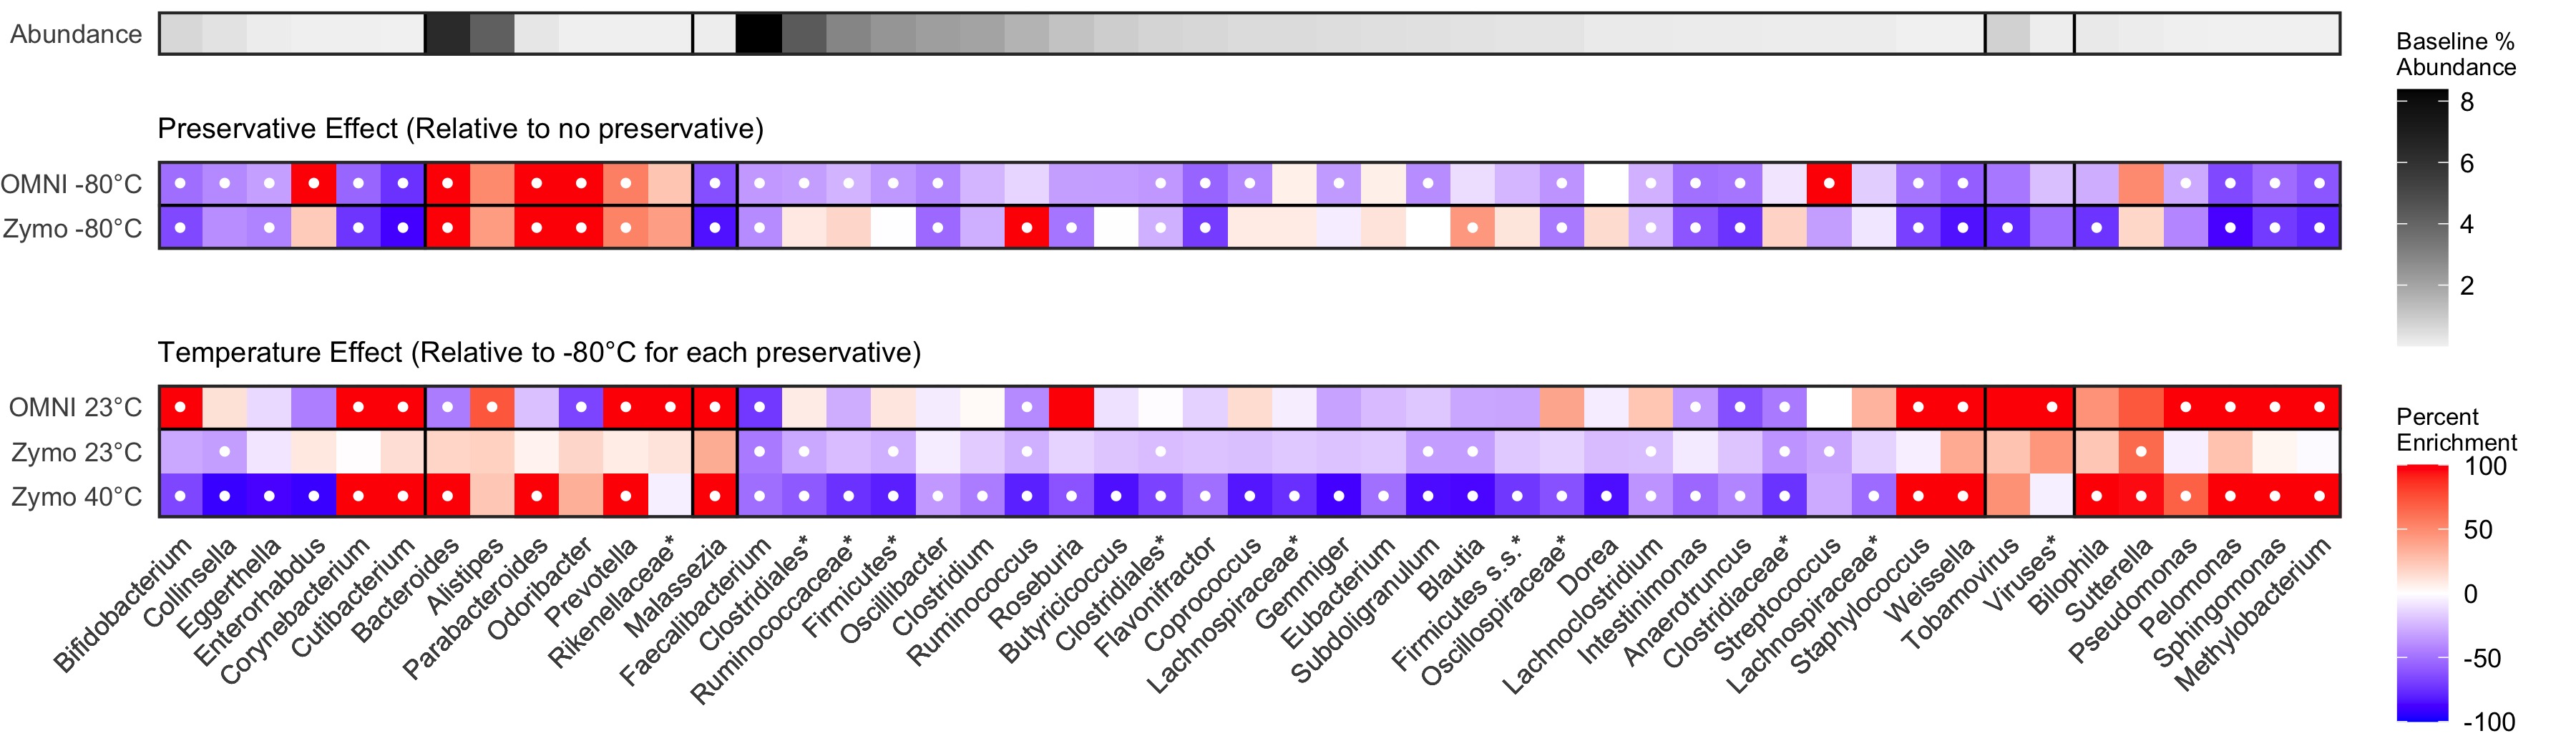 Abundance
Baseline %
Abundance
8
6
4
2
Preservative Effect (Relative to no preservative)
OMNI -80°C
Zymo -80°C
Temperature Effect (Relative to -80°C for each preservative)
OMNI 23°C
Zymo 23°C
Zymo 40°C
Percent
Enrichment
100
50
0
-50
-100
Bifidobacterium
Collinsella
Eggerthella
Enterorhabdus
Corynebacterium
Cutibacterium
Bacteroides
Alistipes
Parabacteroides
Odoribacter
Prevotella
Rikenellaceae*
Malassezia
Faecalibacterium
Clostridiales*
Ruminococcaceae*
Firmicutes*
Oscillibacter
Clostridium
Ruminococcus
Roseburia
Butyricicoccus
Clostridiales*
Flavonifractor
Coprococcus
Lachnospiraceae*
Gemmiger
Eubacterium
Subdoligranulum
Blautia
Firmicutes s.s.*
Oscillospiraceae*
Dorea
Lachnoclostridium
Intestinimonas
Anaerotruncus
Clostridiaceae*
Streptococcus
Lachnospiraceae*
Staphylococcus
Weissella
Tobamovirus
Viruses*
Bilophila
Sutterella
Pseudomonas
Pelomonas
Sphingomonas
Methylobacterium